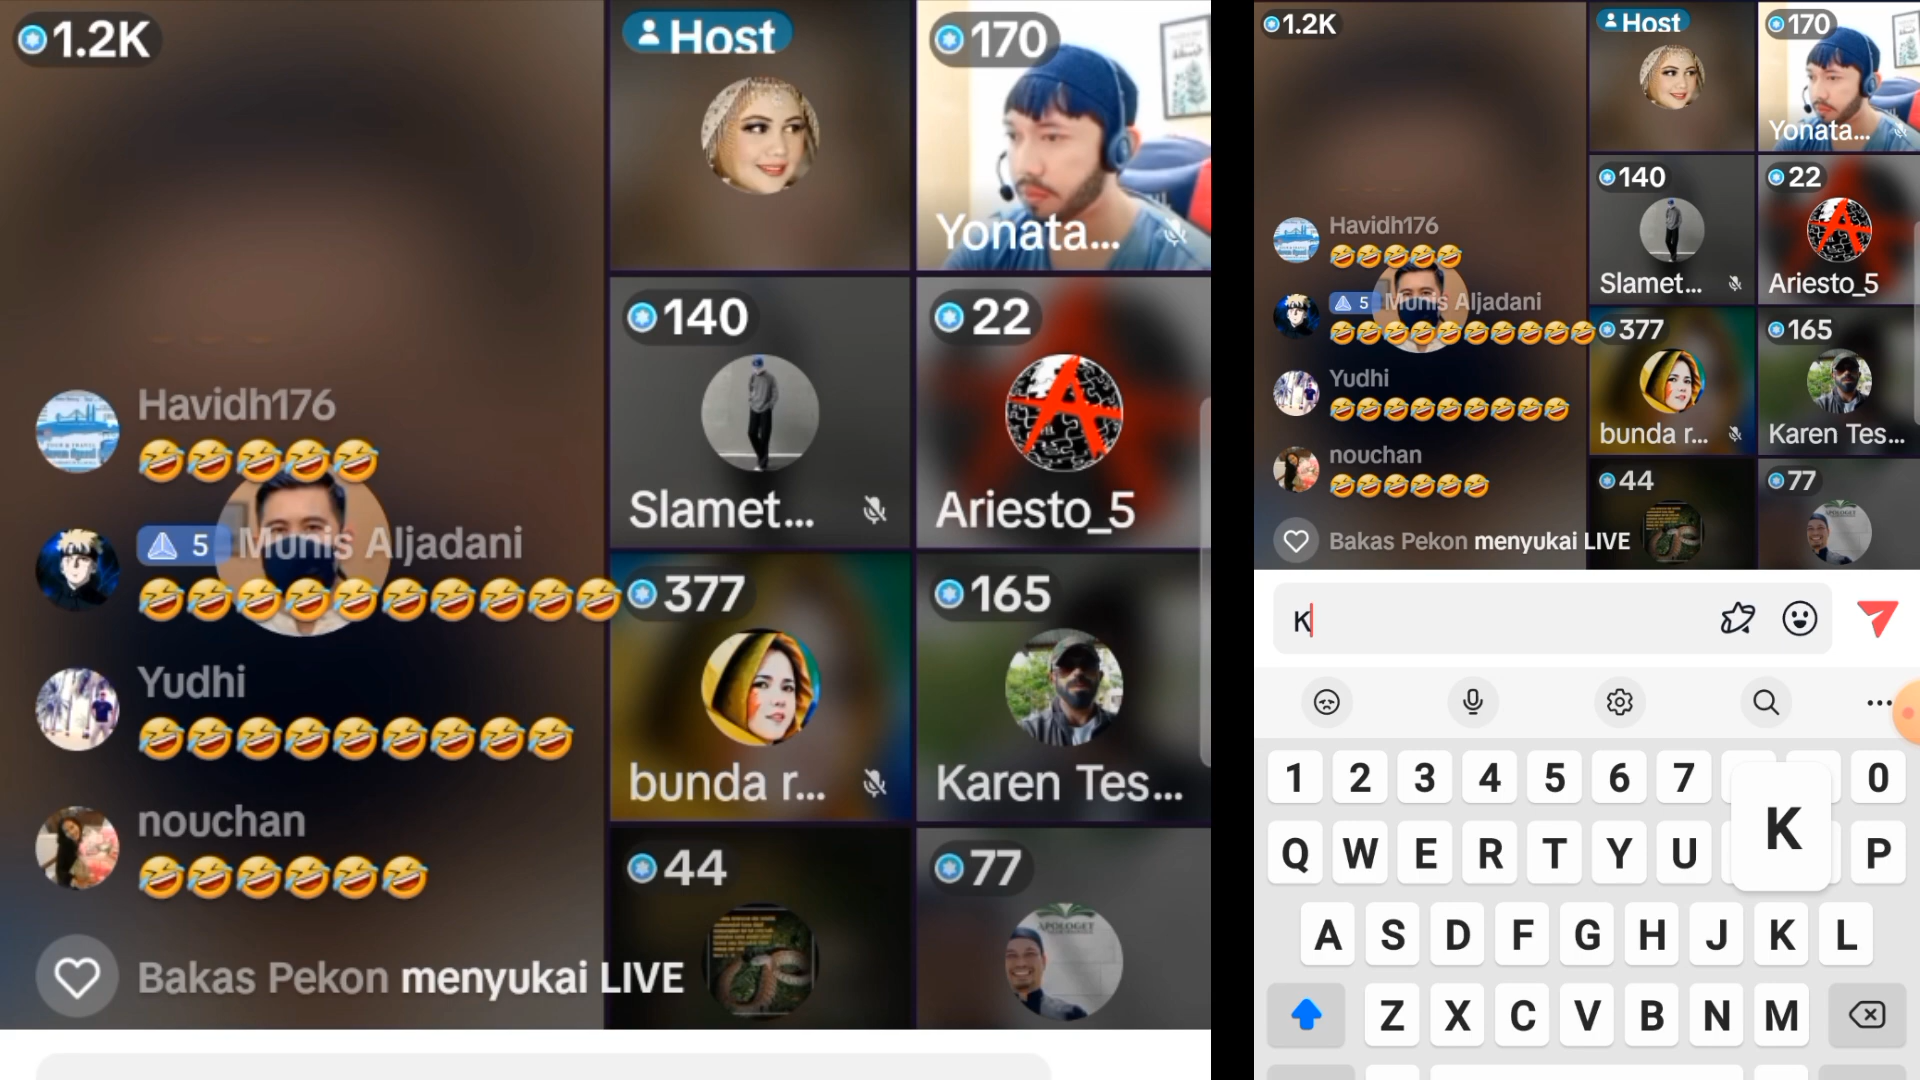 1.2K
Host
170
Yonata...
140
22
Slamet...
Ariesto_5
377
165
bunda r...
Karen Tes...
44
77
APOLOGET
Havidh176
🤣🤣🤣🤣🤣
5 Munis Aljadani
🤣🤣🤣🤣🤣🤣🤣🤣🤣🤣
Yudhi
🤣🤣🤣🤣🤣🤣🤣🤣🤣
nouchan
🤣🤣🤣🤣🤣🤣
Bakas Pekon menyukai LIVE
1.2K
Host
170
Yonata...
140
22
Slamet...
Ariesto_5
377
165
bunda r...
Karen Tes...
44
77
Havidh176
🤣🤣🤣🤣🤣
5 Munis Aljadani
🤣🤣🤣🤣🤣🤣🤣🤣🤣🤣
Yudhi
🤣🤣🤣🤣🤣🤣🤣🤣🤣
nouchan
🤣🤣🤣🤣🤣🤣
Bakas Pekon menyukai LIVE
K
1 2 3 4 5 6 7 0
Q W E R T Y U K P
A S D F G H J K L
Z X C V B N M